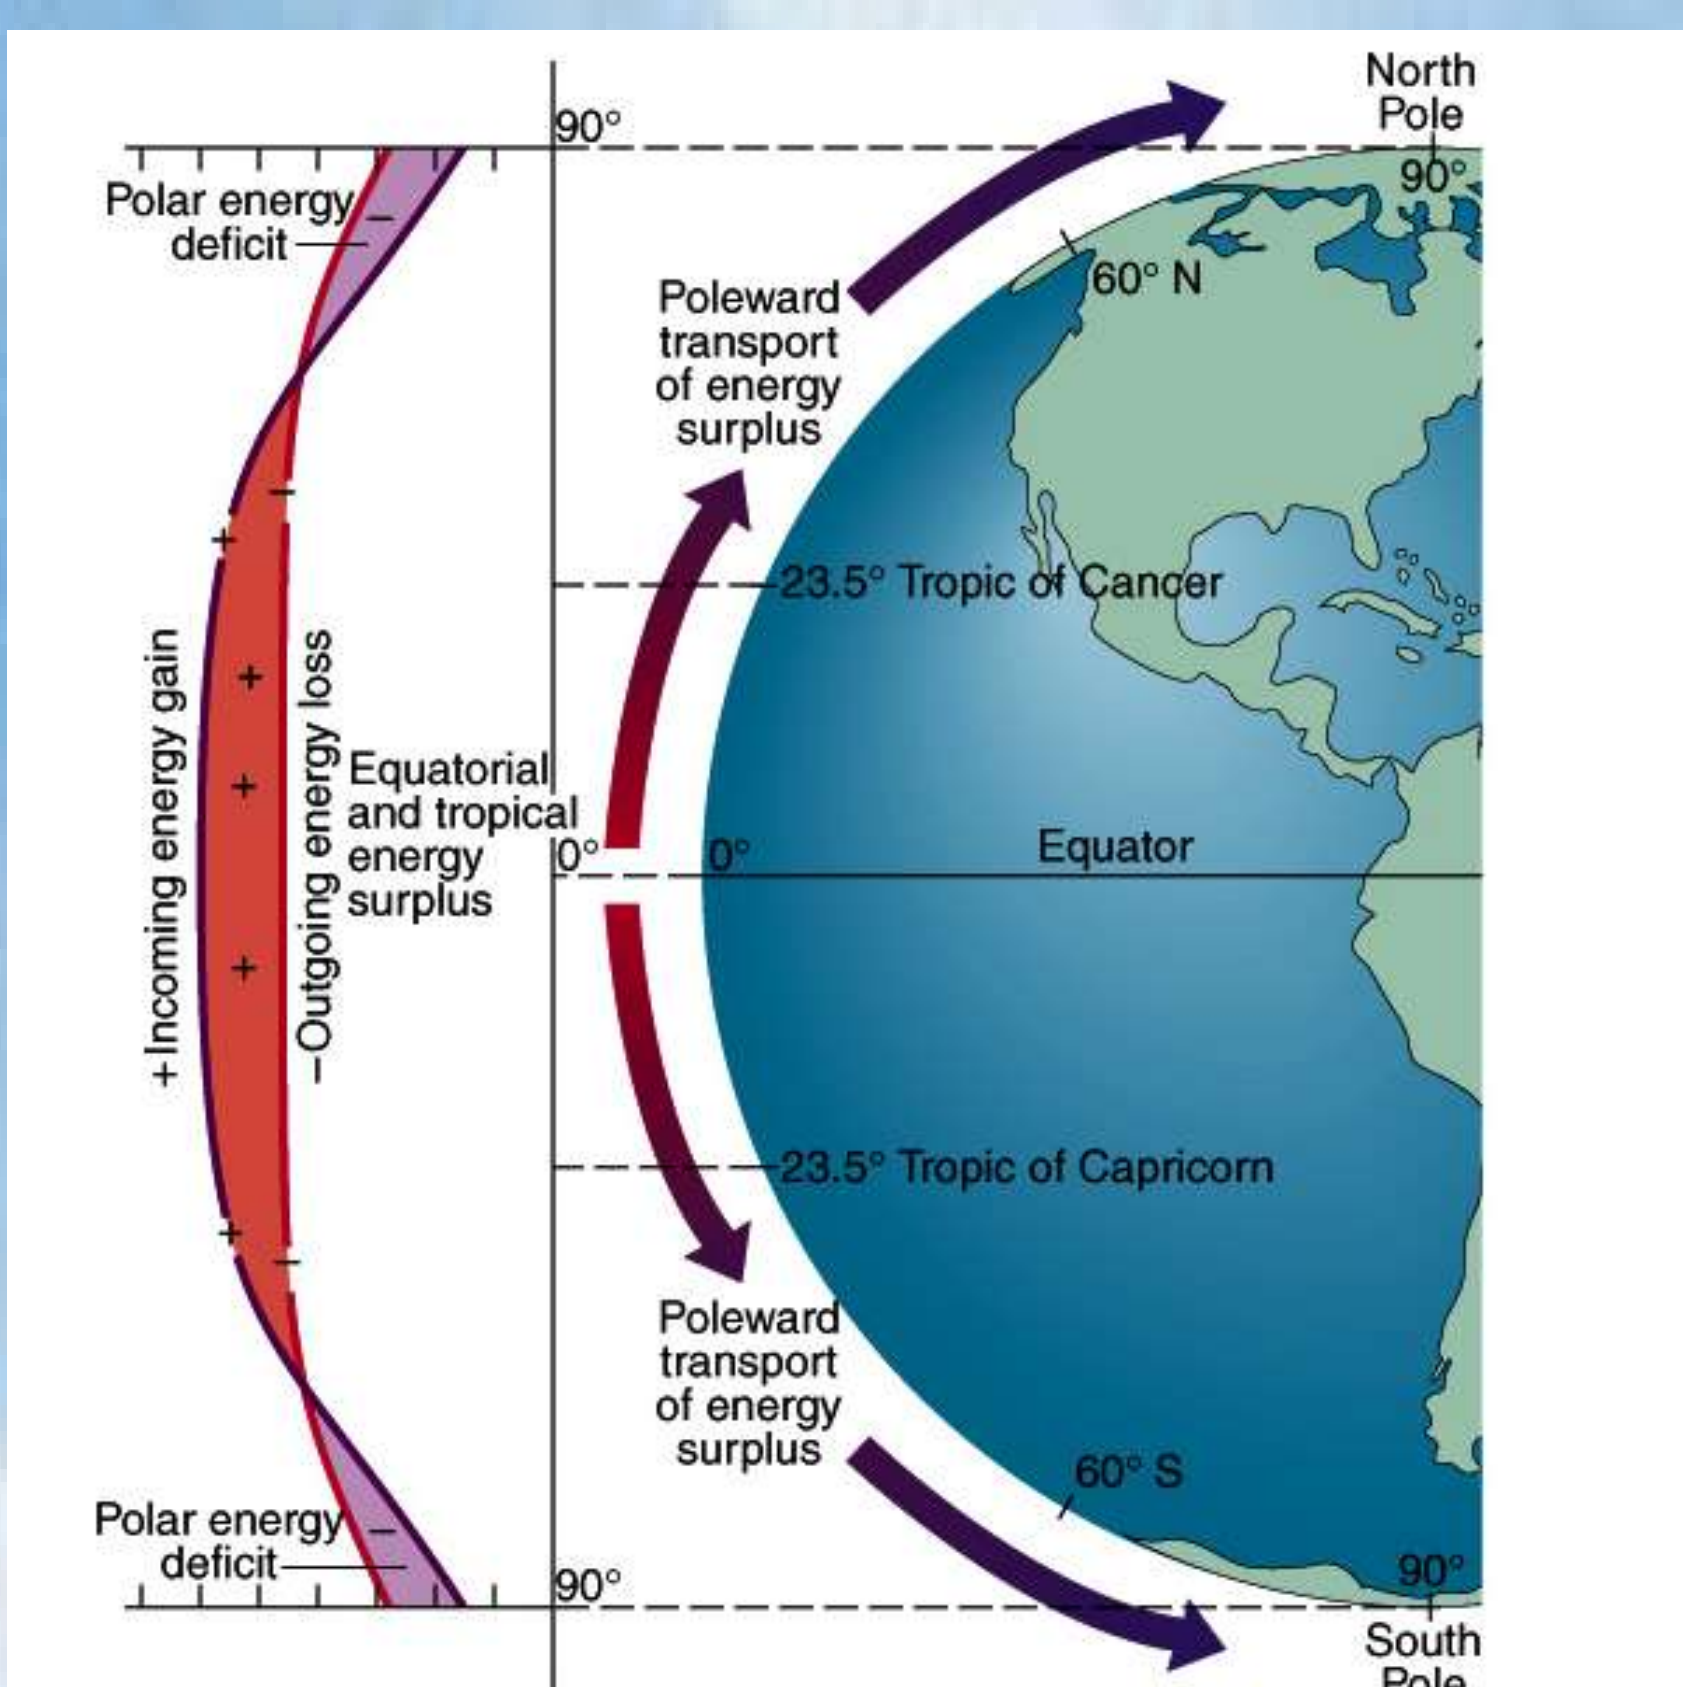 North
Pole
90°
90°
Polar energy
deficit
–
60° N
Poleward
transport
of energy
surplus
–
+
23.5° Tropic of Cancer
+
+
+Incoming energy gain
–Outgoing energy loss
Equatorial
and tropical
energy
surplus
0°
0°
Equator
+
23.5° Tropic of Capricorn
+
–
Poleward
transport
of energy
surplus
60° S
Polar energy
deficit
–
90°
90°
South
Pole